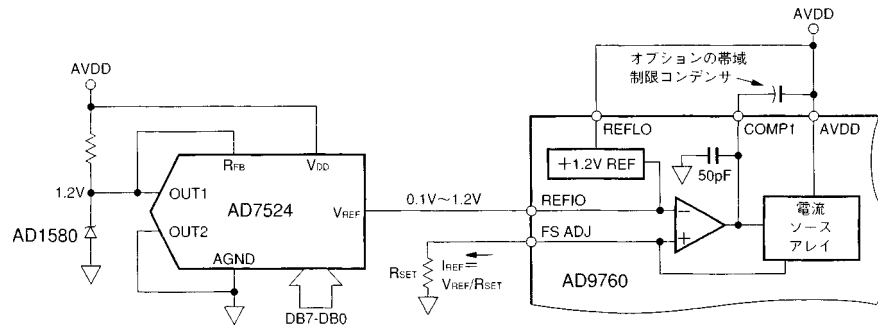 AVDD
AVDD
オプションの帯域
制限コンデンサ
REFLO
COMP1
AVDD
+1.2V REF
50pF
RFB
VDD
1.2V
OUT1
AD7524
VREF
0.1V～1.2V
REFIO
AD1580
OUT2
FS ADJ
電流
ソース
アレイ
AGND
RSET
IREF=
VREF/RSET
AD9760
DB7-DB0